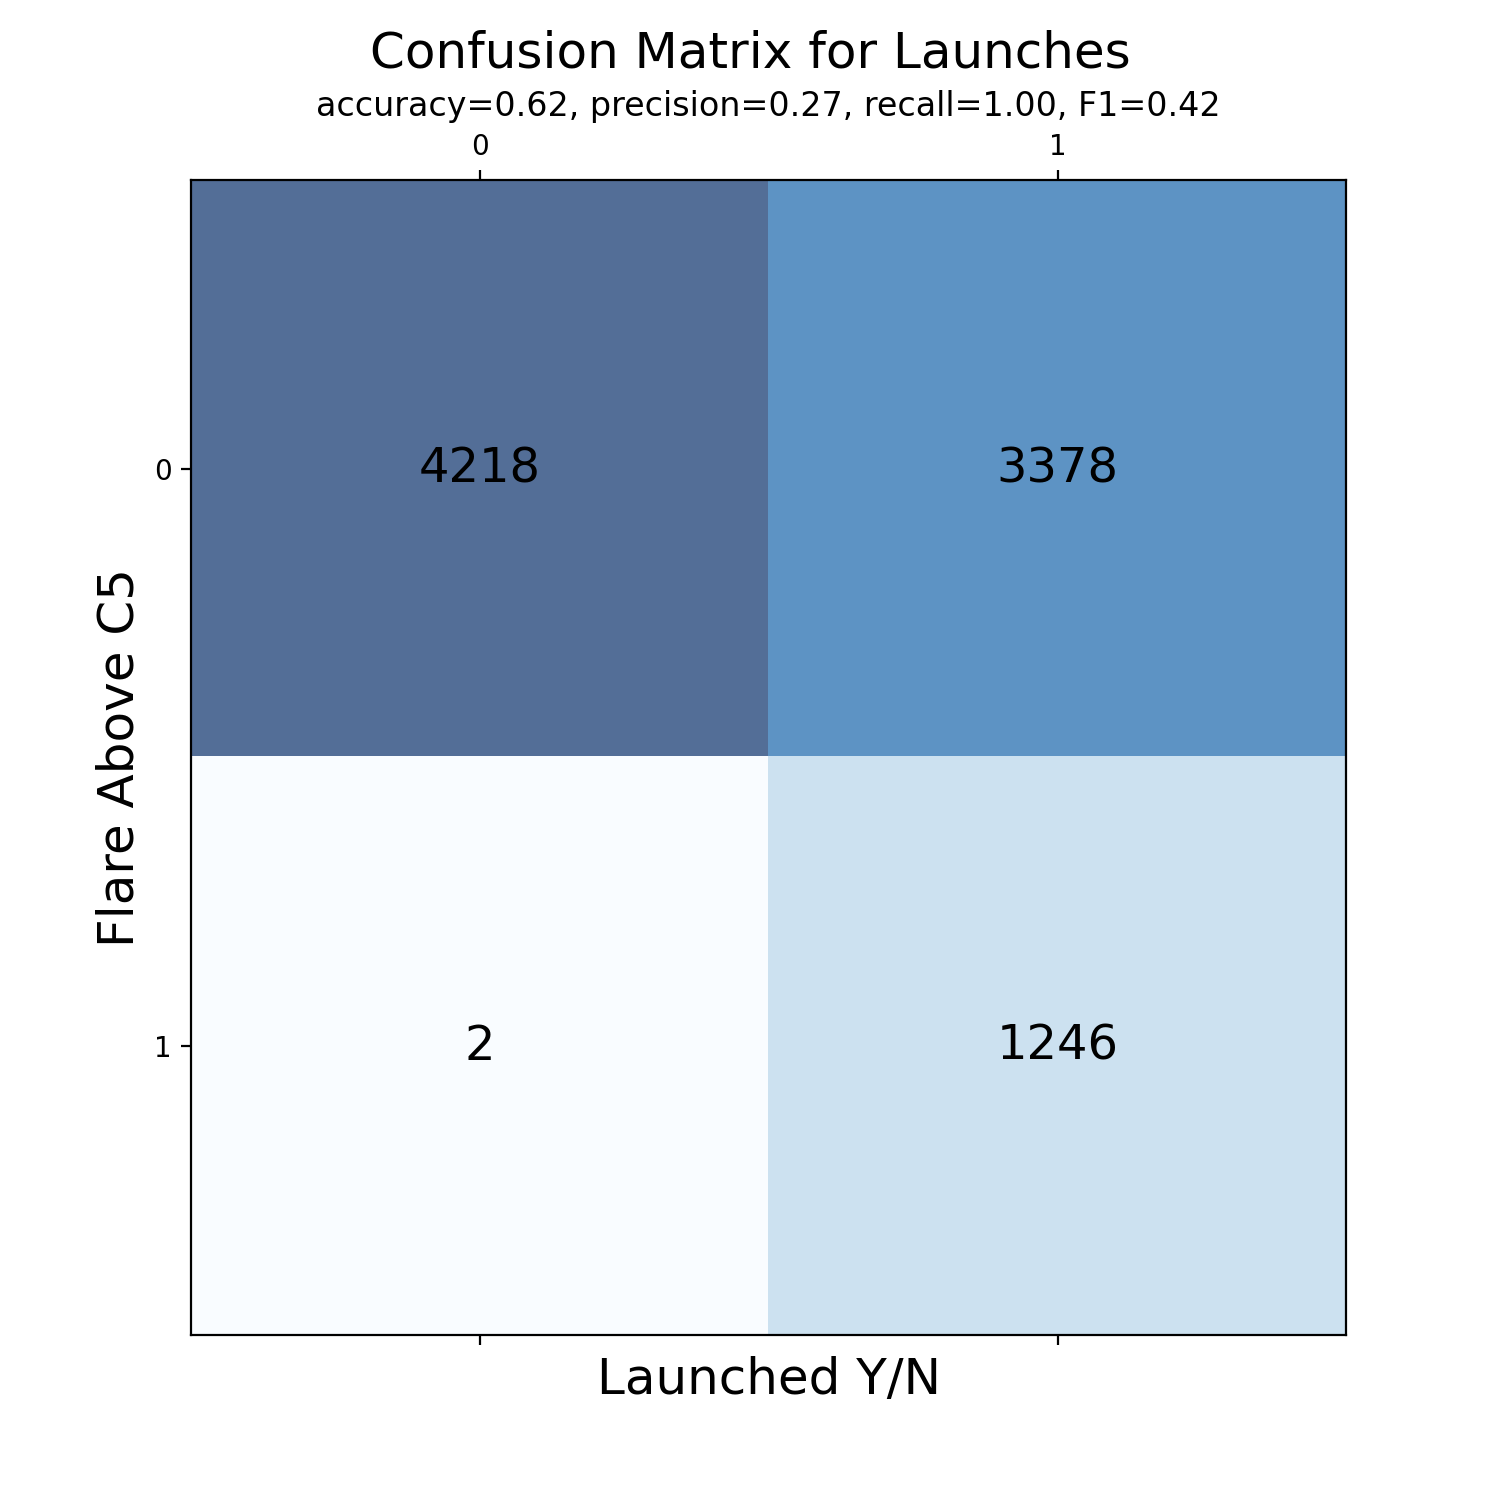 Confusion Matrix for Launches
accuracy=0.62, precision=0.27, recall=1.00, F1=0.42
0 1
0 4218 3378
Flare Above C5
1 2 1246
Launched Y/N